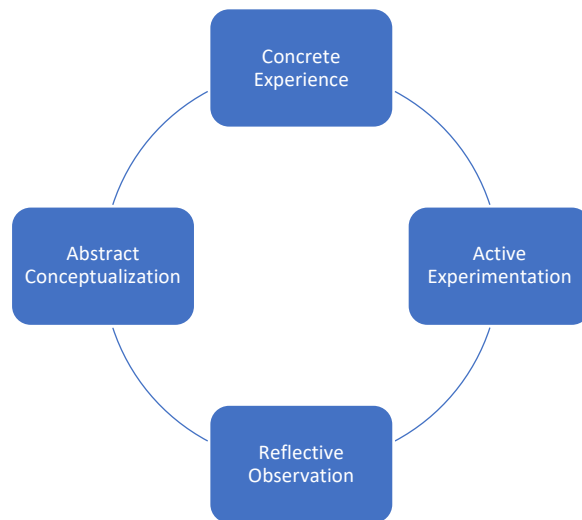 Concrete
Experience
Abstract
Conceptualization
Active
Experimentation
Reflective
Observation